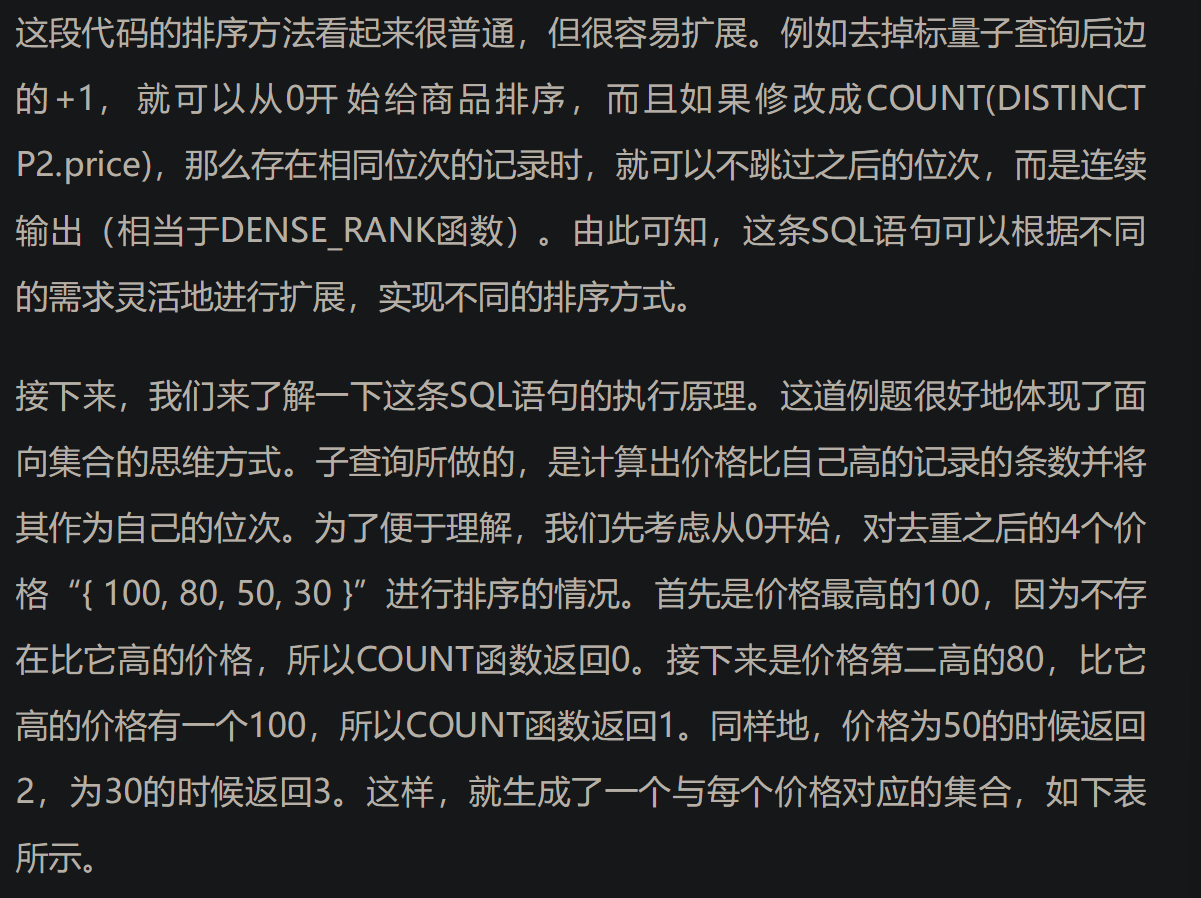 这段代码的排序方法看起来很普通，但很容易扩展。例如去掉标量子查询后边
的+1，就可以从0开始给商品排序，而且如果修改成COUNT(DISTINCT
P2.price)，那么存在相同位次的记录时，就可以不跳过之后的位次，而是连续
输出（相当于DENSE_RANK函数）。由此可知，这条SQL语句可以根据不同
的需求灵活地进行扩展，实现不同的排序方式。
接下来，我们来了解一下这条SQL语句的执行原理。这道例题很好地体现了面
向集合的思维方式。子查询所做的，是计算出价格比自己高的记录的条数并将
其作为自己的位次。为了便于理解，我们先考虑从0开始，对去重之后的4个价
格“{ 100, 80, 50, 30 }”进行排序的情况。首先是价格最高的100，因为不存
在比它高的价格，所以COUNT函数返回0。接下来是价格第二高的80，比它
高的价格有一个100，所以COUNT函数返回1。同样地，价格为50的时候返回
2，为30的时候返回3。这样，就生成了一个与每个价格对应的集合，如下表
所示。